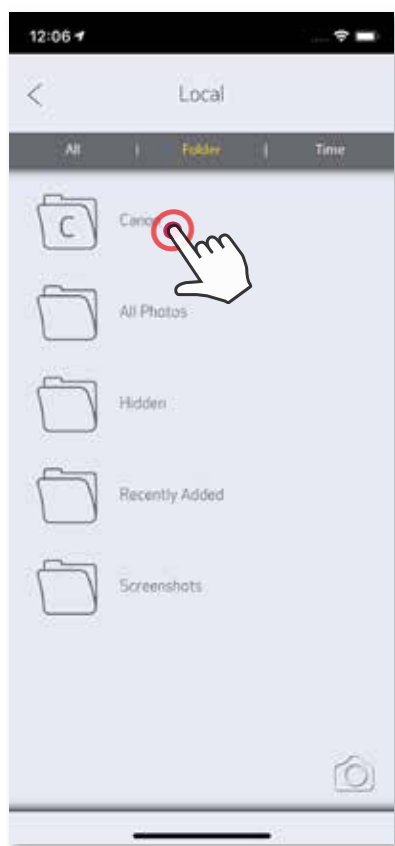 12:06
Local
All | Folder | Time
C
All Photos
Hidden
Recently Added
Screenshots